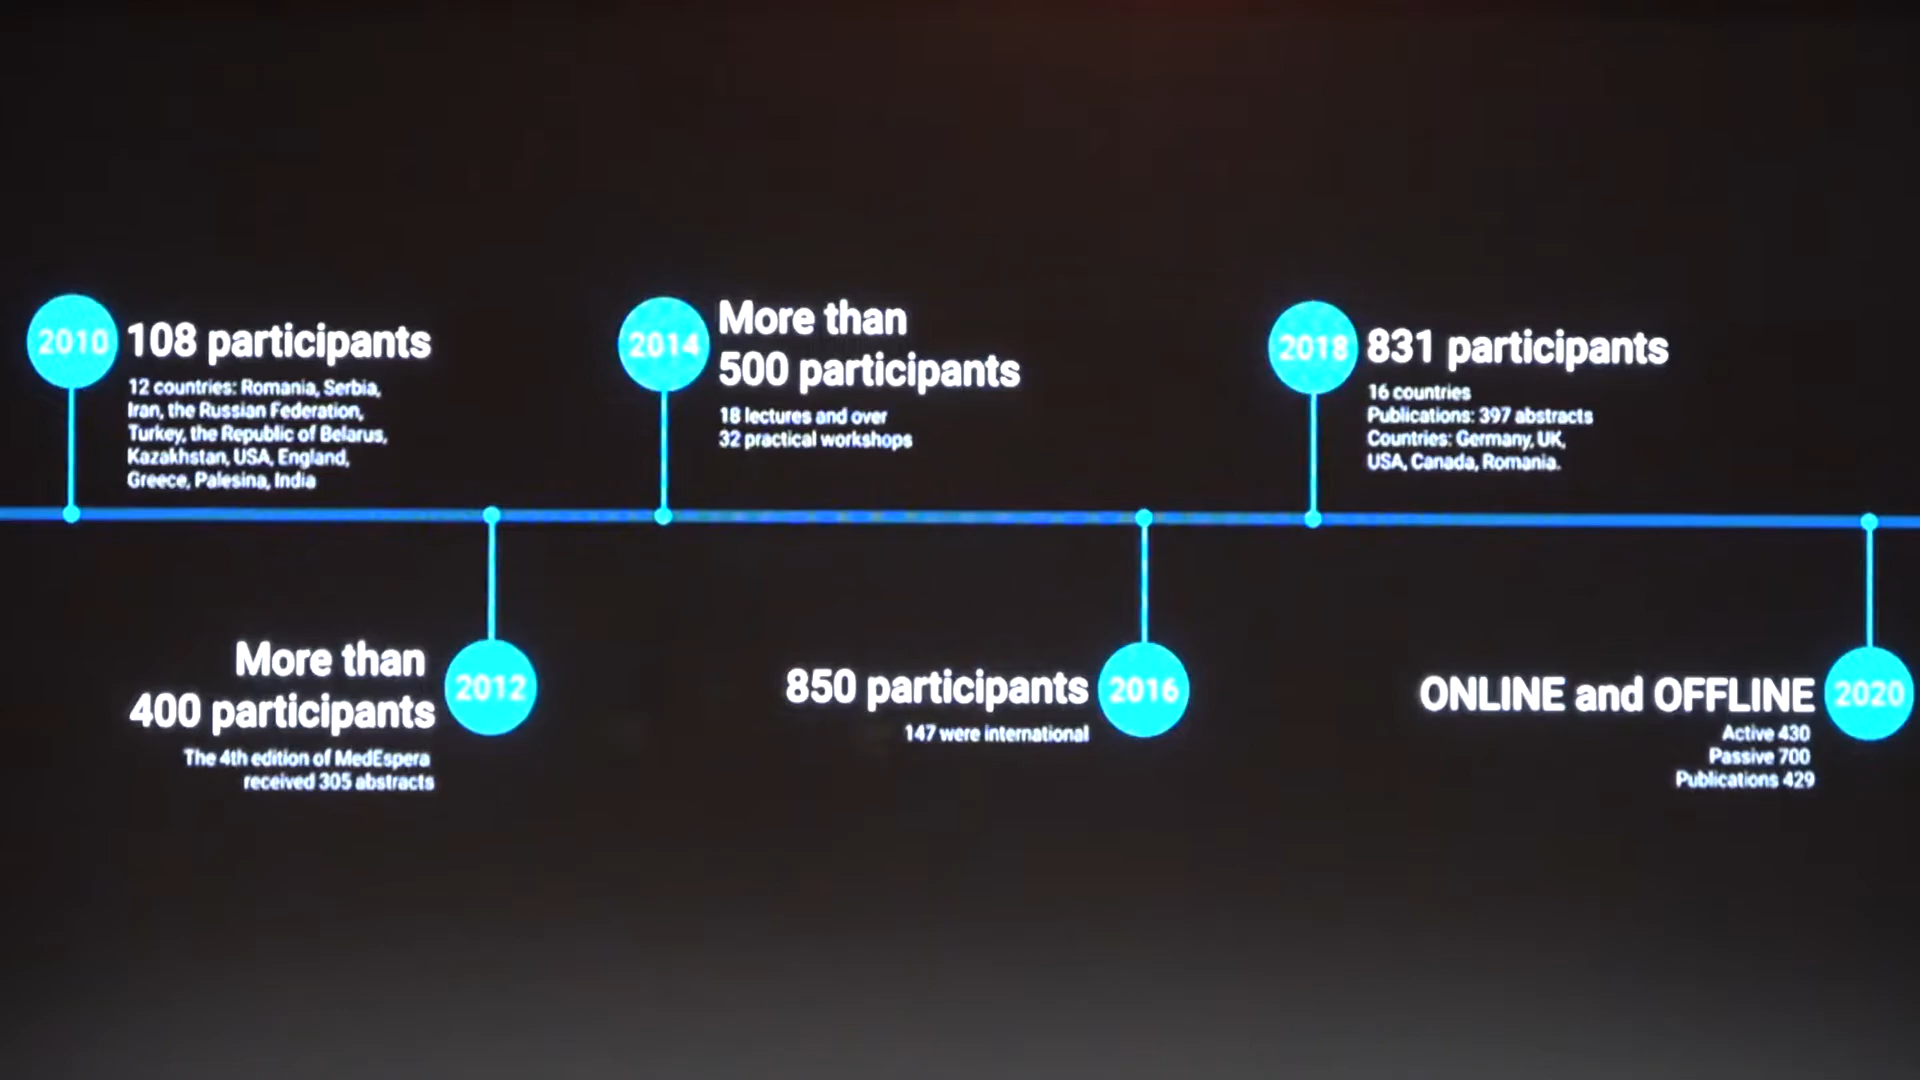 2010
108 participants
12 countries: Romania, Serbia,
Iran, the Russian Federation,
Turkey, the Republic of Belarus,
Kazakhstan, USA, England,
Greece, Palesina, India
More than
400 participants
2012
The 4th edition of MedEspera
received 305 abstracts
2014
More than
500 participants
18 lectures and over
32 practical workshops
850 participants
2016
147 were international
2018
831 participants
16 countries
Publications: 397 abstracts
Countries: Germany, UK,
USA, Canada, Romania.
ONLINE and OFFLINE
2020
Active 430
Passive 700
Publications 429